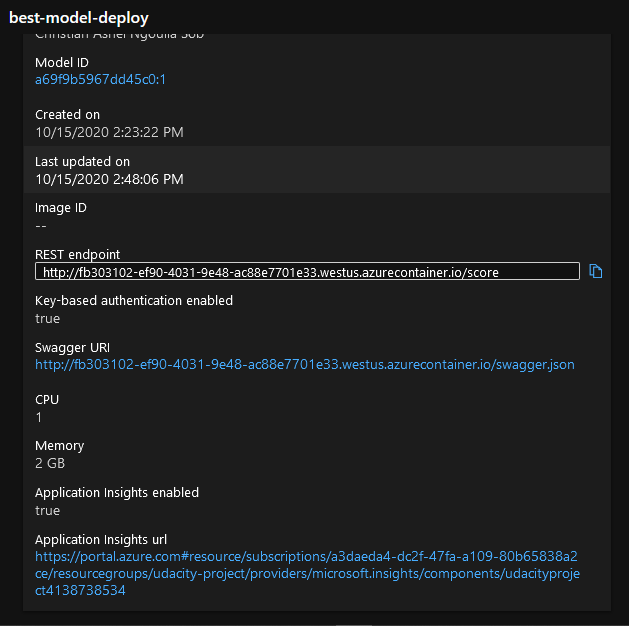 best-model-deploy
Model ID
a69f9b5967dd45c0:1
Created on
10/15/2020 2:23:22 PM
Last updated on
10/15/2020 2:48:06 PM
Image ID
--
REST endpoint
http://fb303102-ef90-4031-9e48-ac88e7701e33.westus.azurecontainer.io/score
Key-based authentication enabled
true
Swagger URI
http://fb303102-ef90-4031-9e48-ac88e7701e33.westus.azurecontainer.io/swagger.json
CPU
1
Memory
2 GB
Application Insights enabled
true
Application Insights url
https://portal.azure.com#resource/subscriptions/a3daeda4-dc2f-47fa-a109-80b65838a2
ce/resourcegroups/udacity-project/providers/microsoft.insights/components/udacityproje
ct4138738534